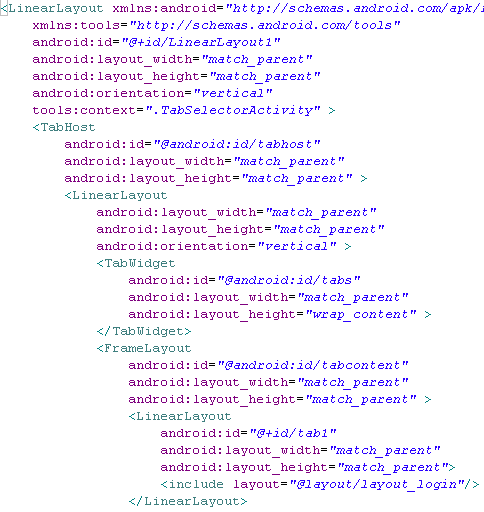 <LinearLayout xmlns:android="http://schemas.android.com/apk/
xmlns:tools="http://schemas.android.com/tools"
android:id="@+id/LinearLayout1"
android:layout_width="match_parent"
android:layout_height="match_parent"
android:orientation="vertical"
tools:context=".TabSelectorActivity" >
<TabHost
android:id="@android:id/tabhost"
android:layout_width="match_parent"
android:layout_height="match_parent" >
<LinearLayout
android:layout_width="match_parent"
android:layout_height="match_parent"
android:orientation="vertical" >
<TabWidget
android:id="@android:id/tabs"
android:layout_width="match_parent"
android:layout_height="wrap_content" >
</TabWidget>
<FrameLayout
android:id="@android:id/tabcontent"
android:layout_width="match_parent"
android:layout_height="match_parent" >
<LinearLayout
android:id="@+id/tab1"
android:layout_width="match_parent"
android:layout_height="match_parent">
<include layout="@layout/layout_login"/>
</LinearLayout>